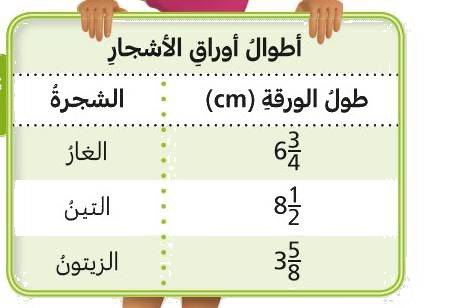 أطوالُ أوراقِ الأشجارِ
الشجرةُ طولُ الورقةِ (cm)
الغارُ 6 3/4
التينُ 8 1/2
الزيتونُ 3 5/8